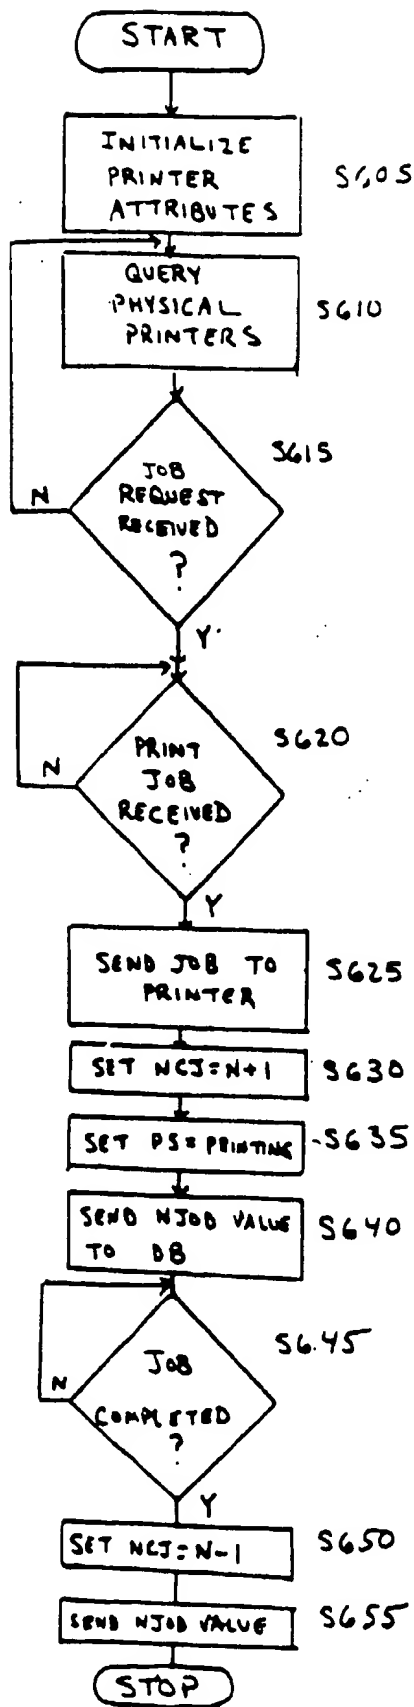 START
INITIALIZE
PRINTER
ATTRIBUTES
S605
QUERY
PHYSICAL
PRINTERS
S610
JOB
REQUEST
RECEIVED
?
S615
N
Y
PRINT
JOB
RECEIVED
?
S620
N
Y
SEND JOB TO
PRINTER
S625
SET NCJ=N+1
S630
SET PS=PRINTING
S635
SEND NJOD VALUE
TO DB
S640
JOB
COMPLETED
?
S645
N
Y
SET NCJ=N-1
S650
SEND NJOD VALUE
S655
STOP